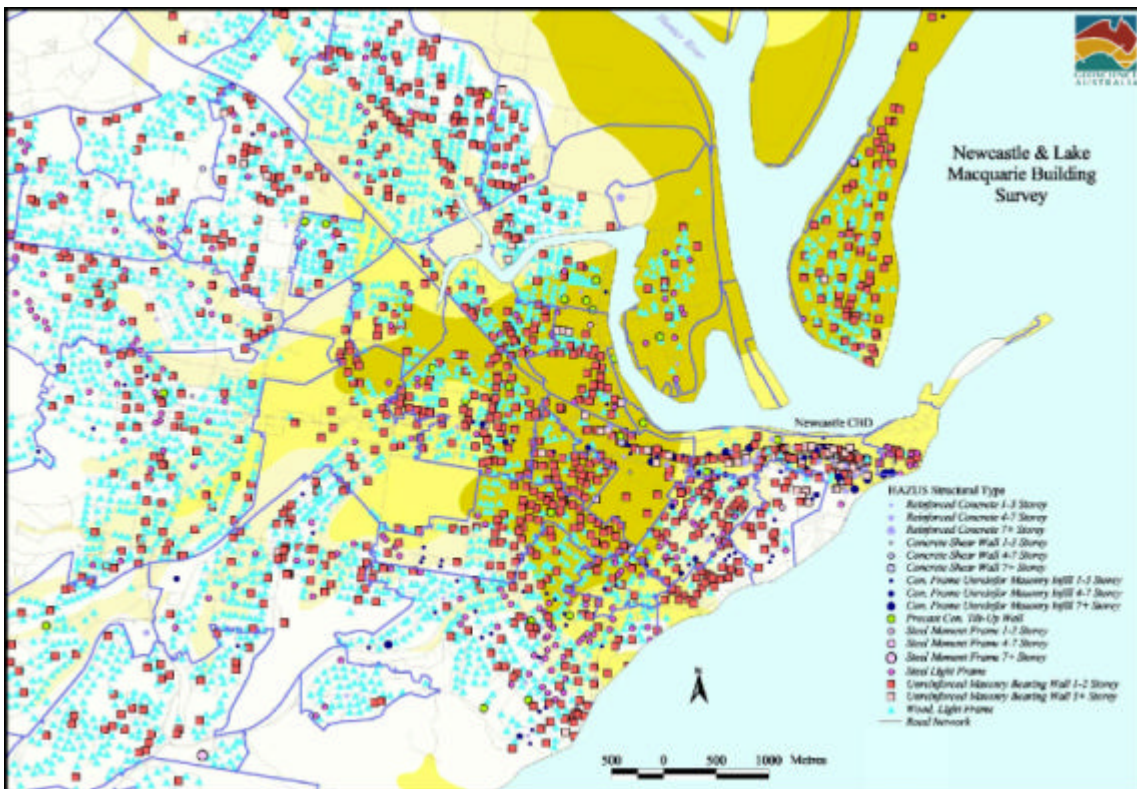 Hunter River
GEOSCIENCE
AUSTRALIA
Newcastle & Lake
Macquarie Building
Survey
Newcastle CBD
HAZUS Structural Type
Reinforced Concrete 1-3 Storey
Reinforced Concrete 4-7 Storey
Reinforced Concrete 7+ Storey
Concrete Shear Wall 1-3 Storey
Concrete Shear Wall 4-7 Storey
Concrete Shear Wall 7+ Storey
Con. Frame Unreinfor Masonry Infill 1-3 Storey
Con. Frame Unreinfor Masonry Infill 4-7 Storey
Con. Frame Unreinfor Masonry Infill 7+ Storey
Precast Con. Tilt-Up Wall
Steel Moment Frame 1-3 Storey
Steel Moment Frame 4-7 Storey
Steel Moment Frame 7+ Storey
Steel Light Frame
Unreinforced Masonry Bearing Wall 1-2 Storey
Unreinforced Masonry Bearing Wall 3+ Storey
Wood, Light Frame
Road Network
N
500 0 500 1000 Metres